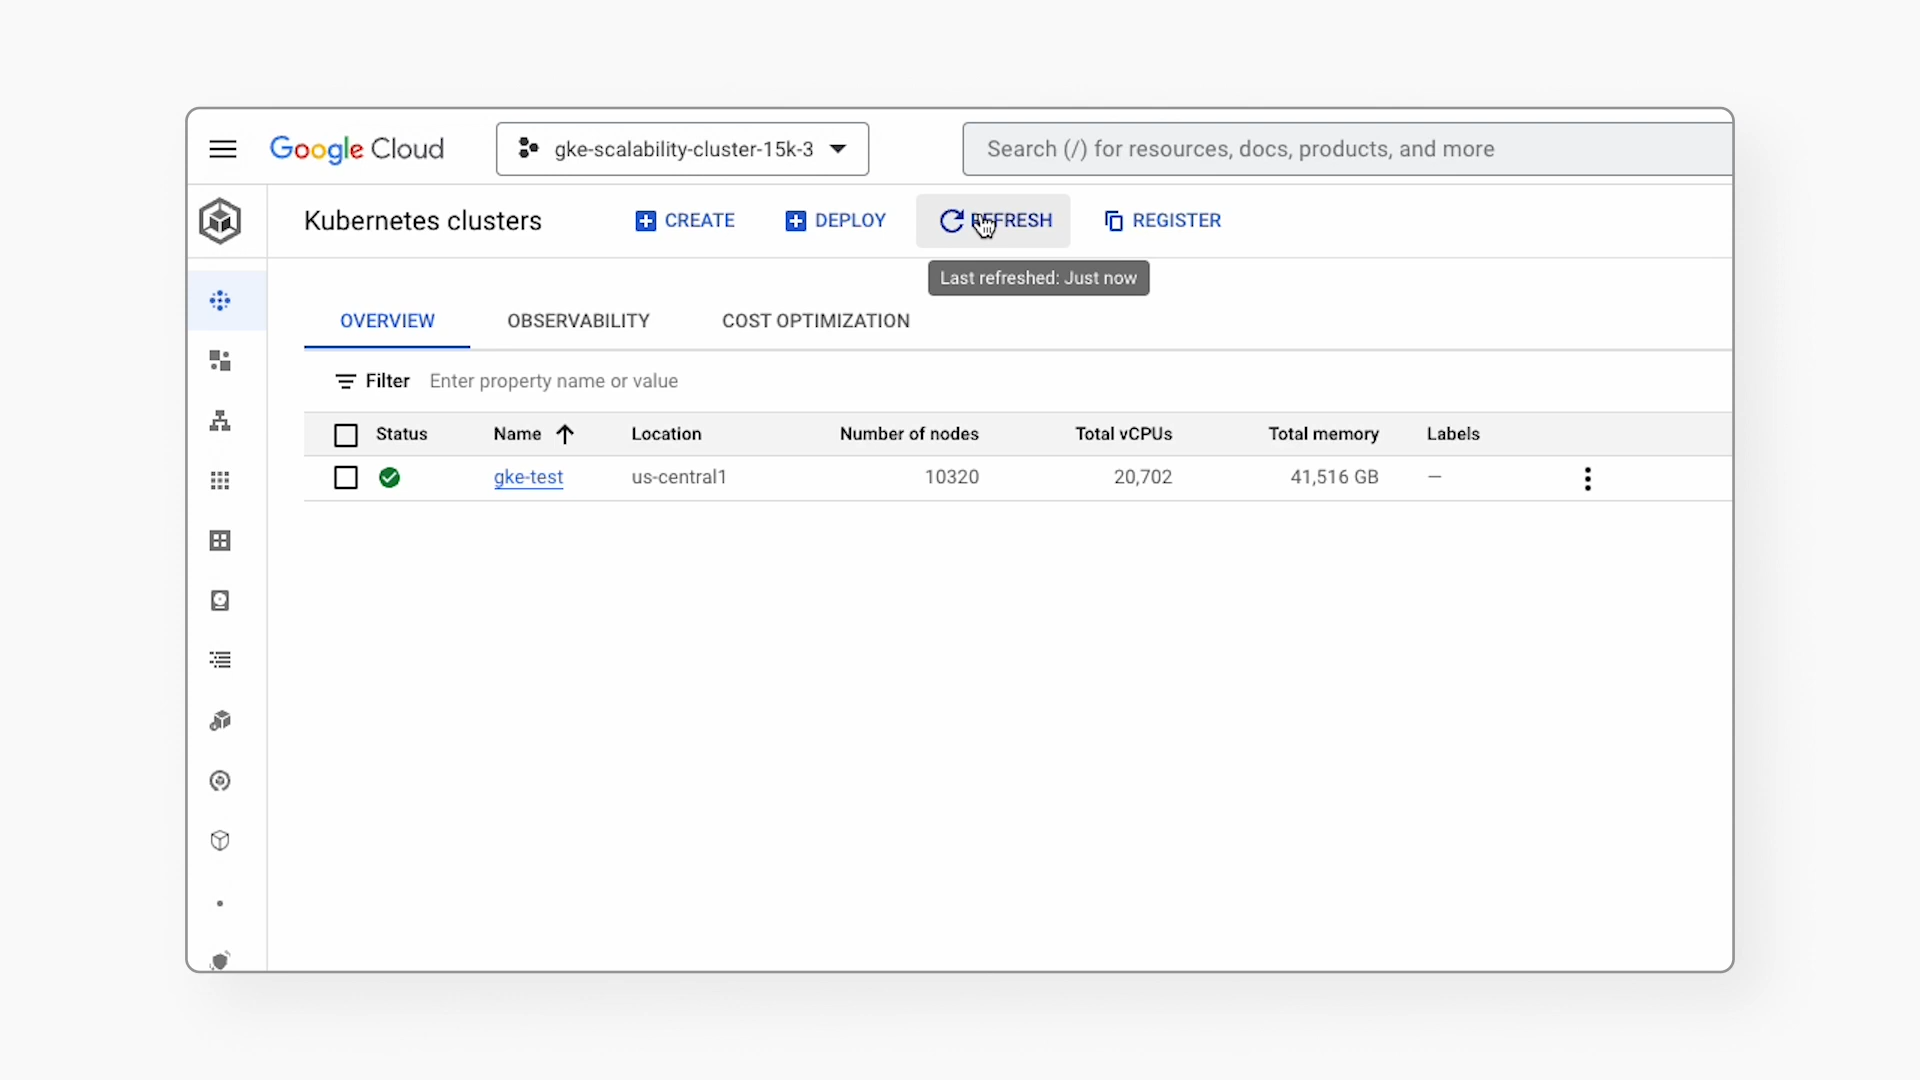 Google Cloud
gke-scalability-cluster-15k-3
Search (/) for resources, docs, products, and more
Kubernetes clusters
CREATE
DEPLOY
REFRESH
REGISTER
Last refreshed: Just now
OVERVIEW
OBSERVABILITY
COST OPTIMIZATION
Filter Enter property name or value
Status Name Location Number of nodes Total vCPUs Total memory Labels
gke-test us-central1 10320 20,702 41,516 GB —